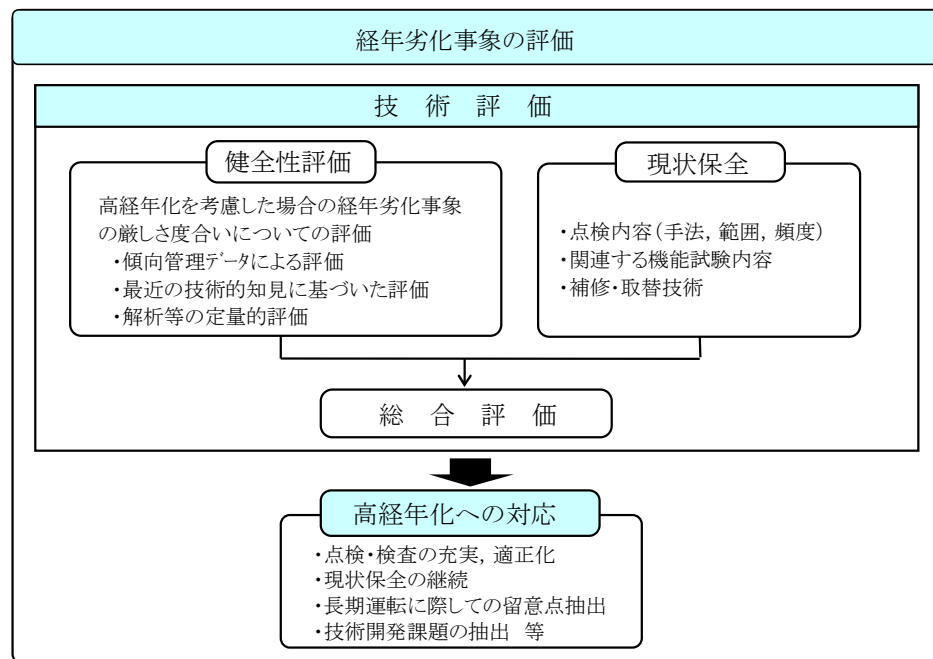 経年劣化事象の評価
技 術 評 価
健全性評価
高経年化を考慮した場合の経年劣化事象
の厳しさ度合いについての評価
・傾向管理ﾃﾞｰﾀによる評価
・最近の技術的知見に基づいた評価
・解析等の定量的評価
現状保全
・点検内容(手法, 範囲, 頻度)
・関連する機能試験内容
・補修・取替技術
総 合 評 価
高経年化への対応
・点検・検査の充実, 適正化
・現状保全の継続
・長期運転に際しての留意点抽出
・技術開発課題の抽出 等